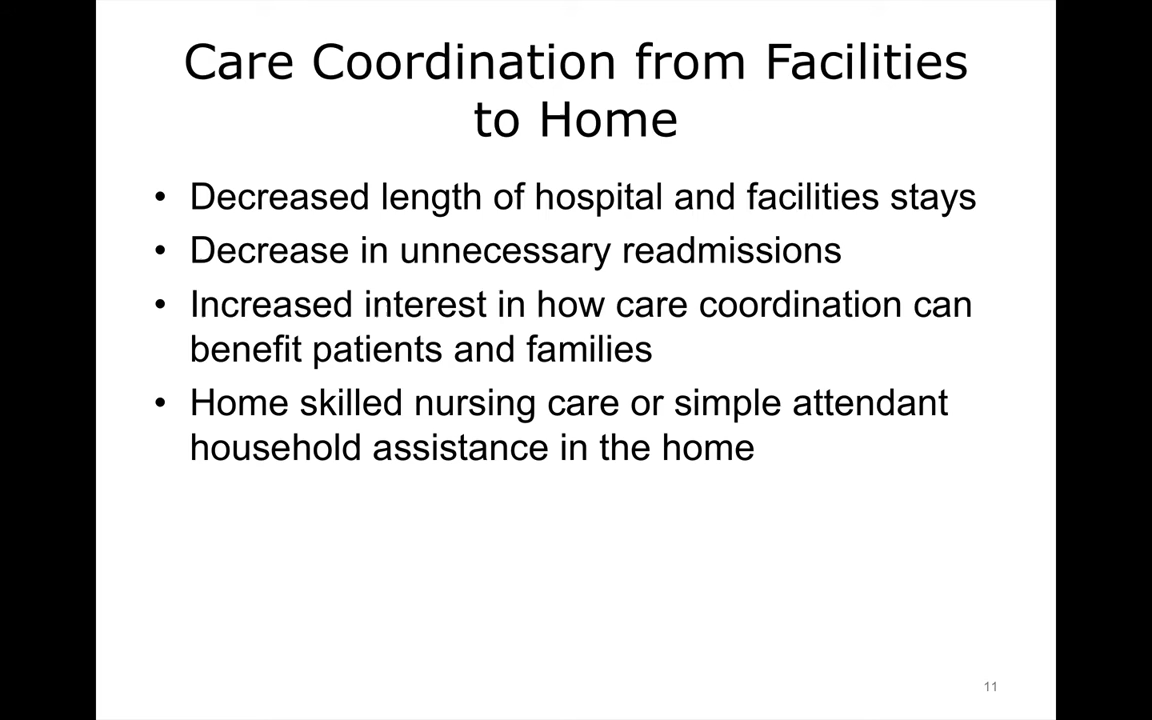 Care Coordination from Facilities
to Home
• Decreased length of hospital and facilities stays
• Decrease in unnecessary readmissions
• Increased interest in how care coordination can
benefit patients and families
• Home skilled nursing care or simple attendant
household assistance in the home
11